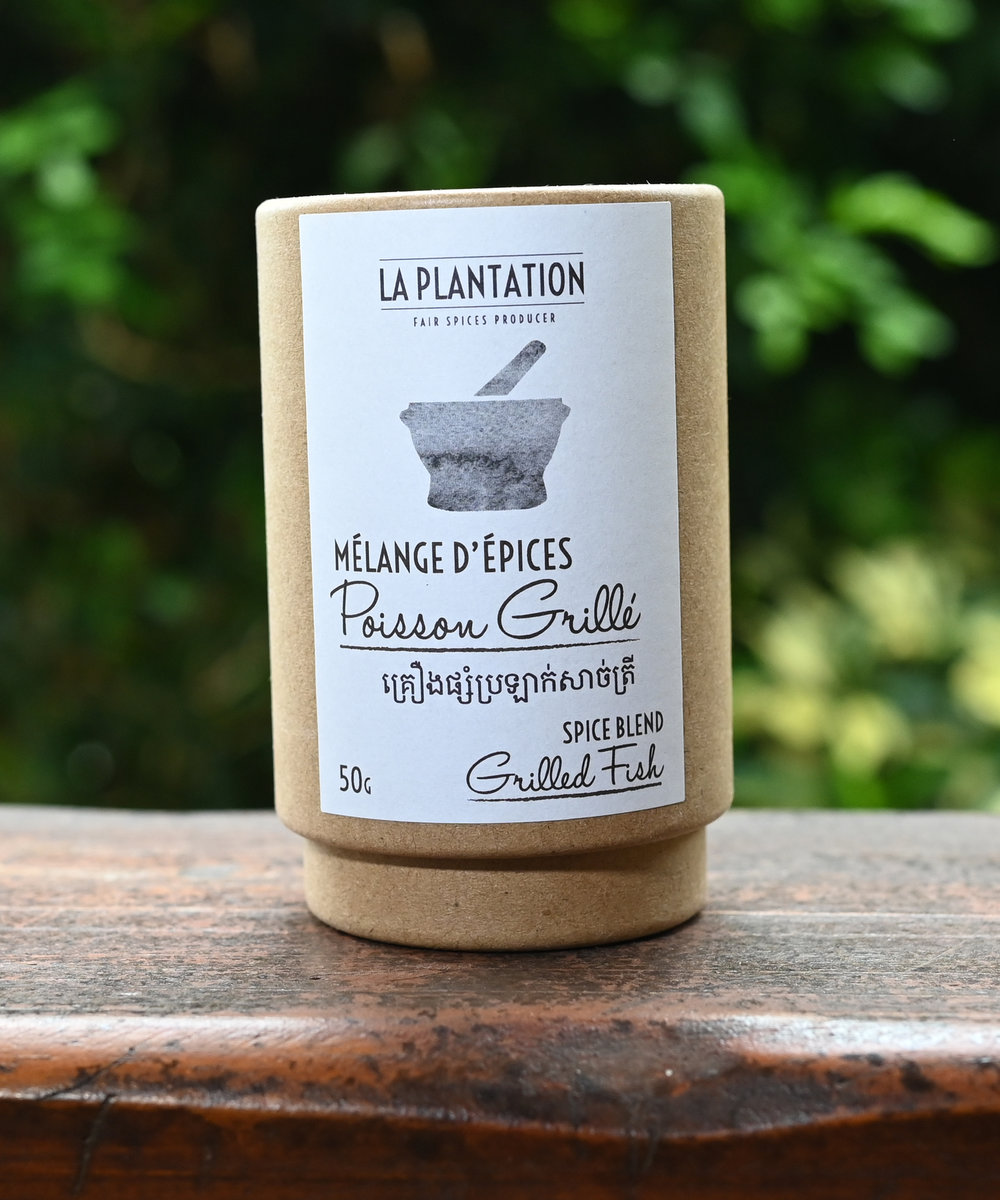 LA PLANTATION
FAIR SPICES PRODUCER
MÉLANGE D'ÉPICES
Poisson Grillé
គ្រឿងផ្សំប្រឡាក់សាច់ត្រី
SPICE BLEND
Grilled Fish
50G